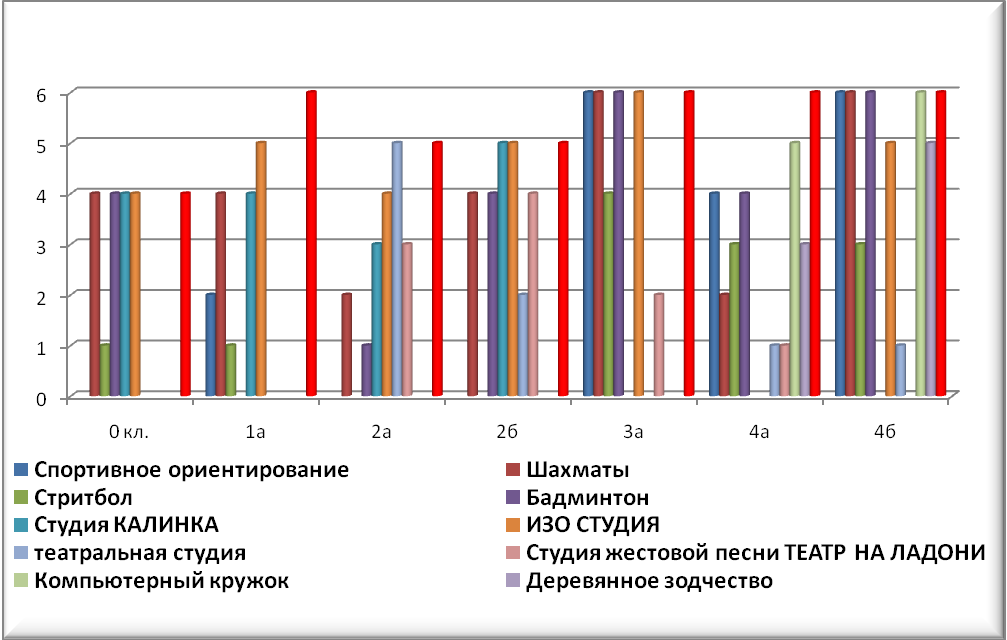 6
5
4
3
2
1
0
0 кл. 1а 2а 2б 3а 4а 4б
Спортивное ориентирование Шахматы
Стритбол Бадминтон
Студия КАЛИНКА ИЗО СТУДИЯ
театральная студия Студия жестовой песни ТЕАТР НА ЛАДОНИ
Компьютерный кружок Деревянное зодчество